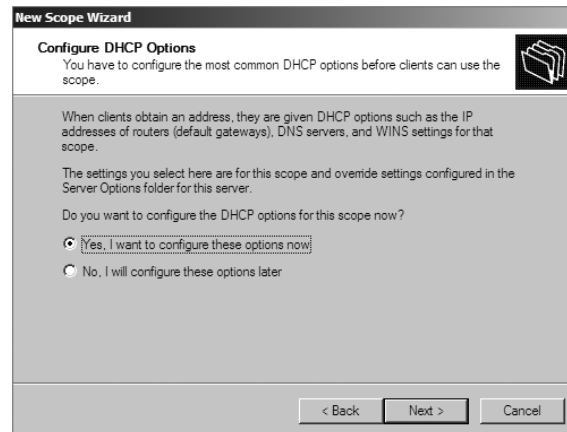 New Scope Wizard
Configure DHCP Options
You have to configure the most common DHCP options before clients can use the
scope.
When clients obtain an address, they are given DHCP options such as the IP
addresses of routers (default gateways), DNS servers, and WINS settings for that
scope.
The settings you select here are for this scope and override settings configured in the
Server Options folder for this server.
Do you want to configure the DHCP options for this scope now?
Yes, I want to configure these options now
No, I will configure these options later
< Back Next > Cancel